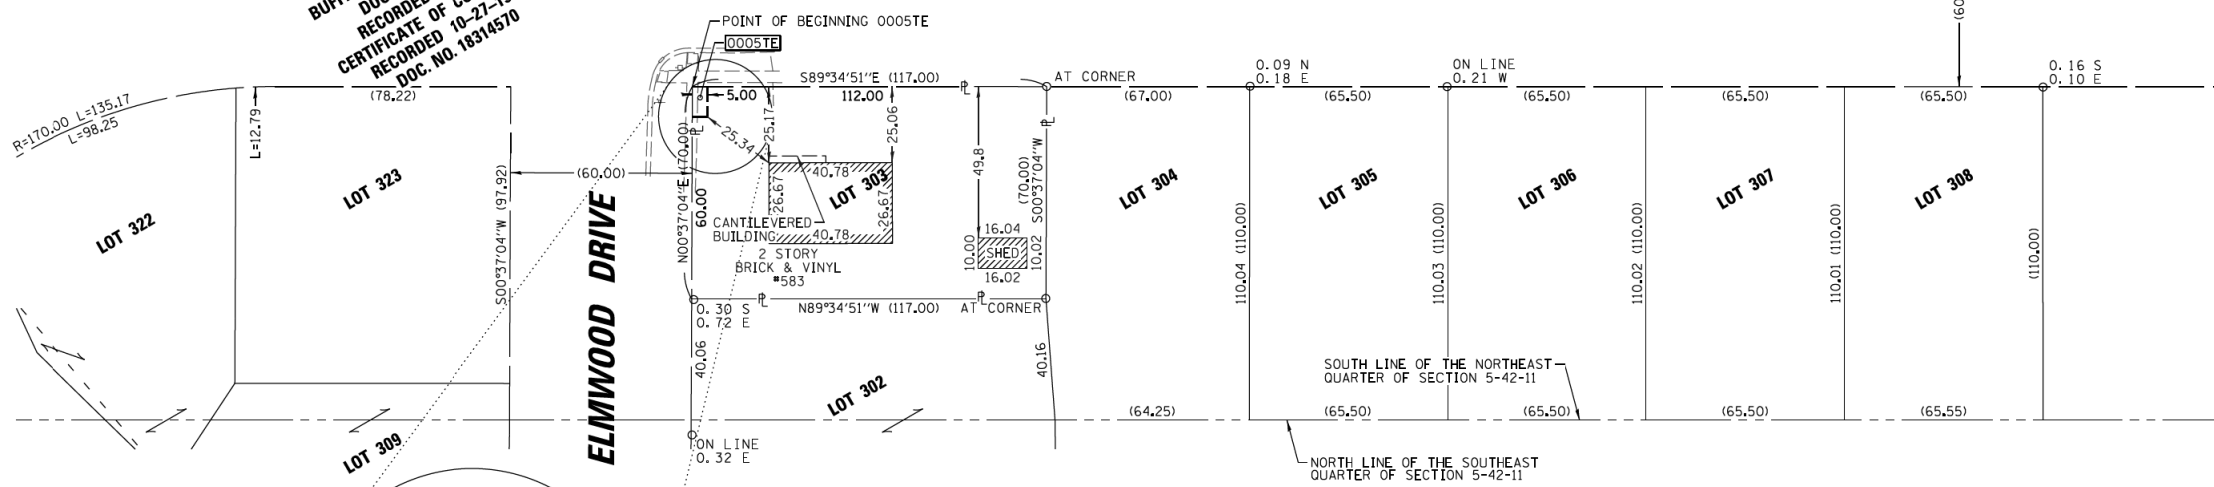 RECORDED
CERTIFICATE OF
RECORDED 10-27-
DOC. NO. 18314570
POINT OF BEGINNING 0005TE
0005TE
S89°34'51"E (117.00)
℄
AT CORNER
0.09 N
0.18 E
ON LINE
0.21 W
0.16 S
0.10 E
(60
R=170.00 L=135.17
L=98.25
L=12.79
(78.22)
5.00
112.00
(67.00)
(65.50)
(65.50)
(65.50)
(65.50)
25.34
25.17
25.06
49.8
LOT 322
LOT 323
S00°37'04"W (97.92)
(60.00)
N00°37'04"E (70.00)
60.00
40.78
26.67
26.67
40.78
LOT 303
(70.00)
S00°37'04"W
LOT 304
LOT 305
LOT 306
LOT 307
LOT 308
CANTILEVERED
BUILDING
2 STORY
BRICK & VINYL
#583
16.04
10.00
SHED
10.02
16.02
110.04 (110.00)
110.03 (110.00)
110.02 (110.00)
110.01 (110.00)
(110.00)
ELMWOOD DRIVE
0.30 S
0.72 E
N89°34'51"W (117.00)
AT CORNER
40.06
40.16
SOUTH LINE OF THE NORTHEAST
QUARTER OF SECTION 5-42-11
LOT 302
(64.25)
(65.50)
(65.50)
(65.50)
(65.55)
LOT 309
ON LINE
0.32 E
NORTH LINE OF THE SOUTHEAST
QUARTER OF SECTION 5-42-11